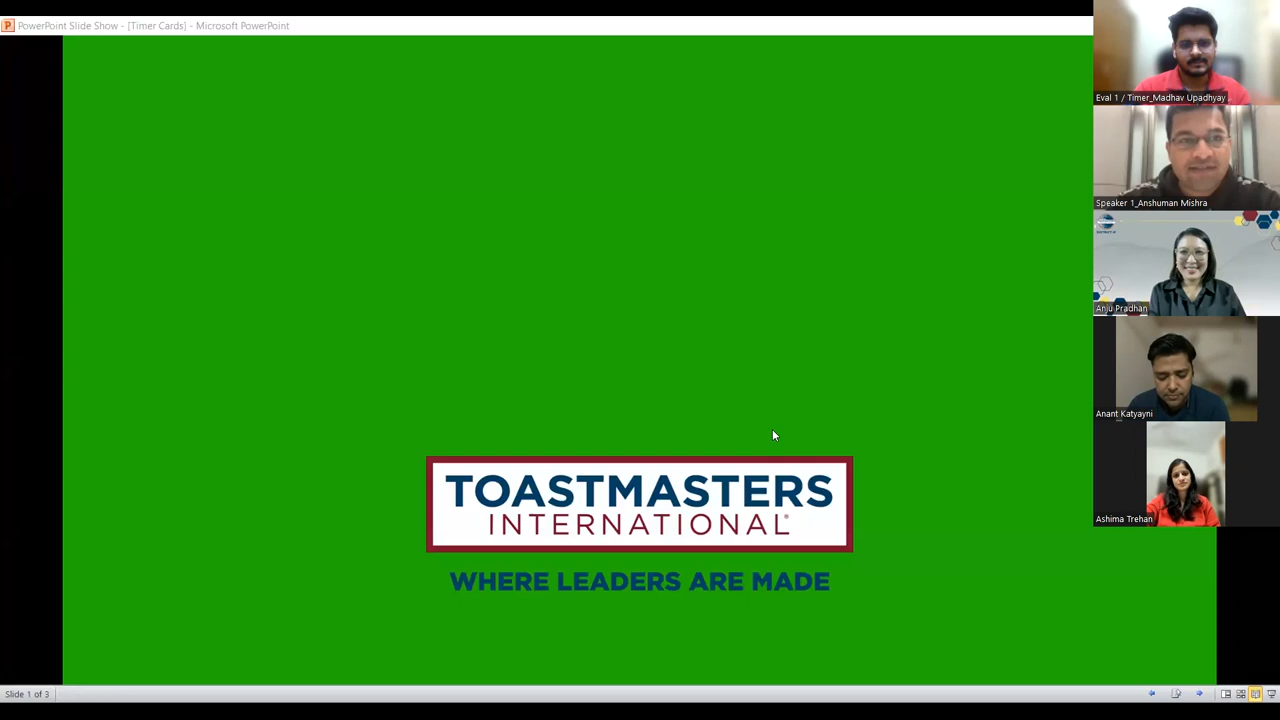 PowerPoint Slide Show - [Timer Cards] - Microsoft PowerPoint
Eval 1 / Timer_Madhav Upadhyay
Speaker 1_Anshuman Mishra
Anju Pradhan
Anant Katyayni
Ashima Trehan
TOASTMASTERS
INTERNATIONAL®
WHERE LEADERS ARE MADE
Slide 1 of 3